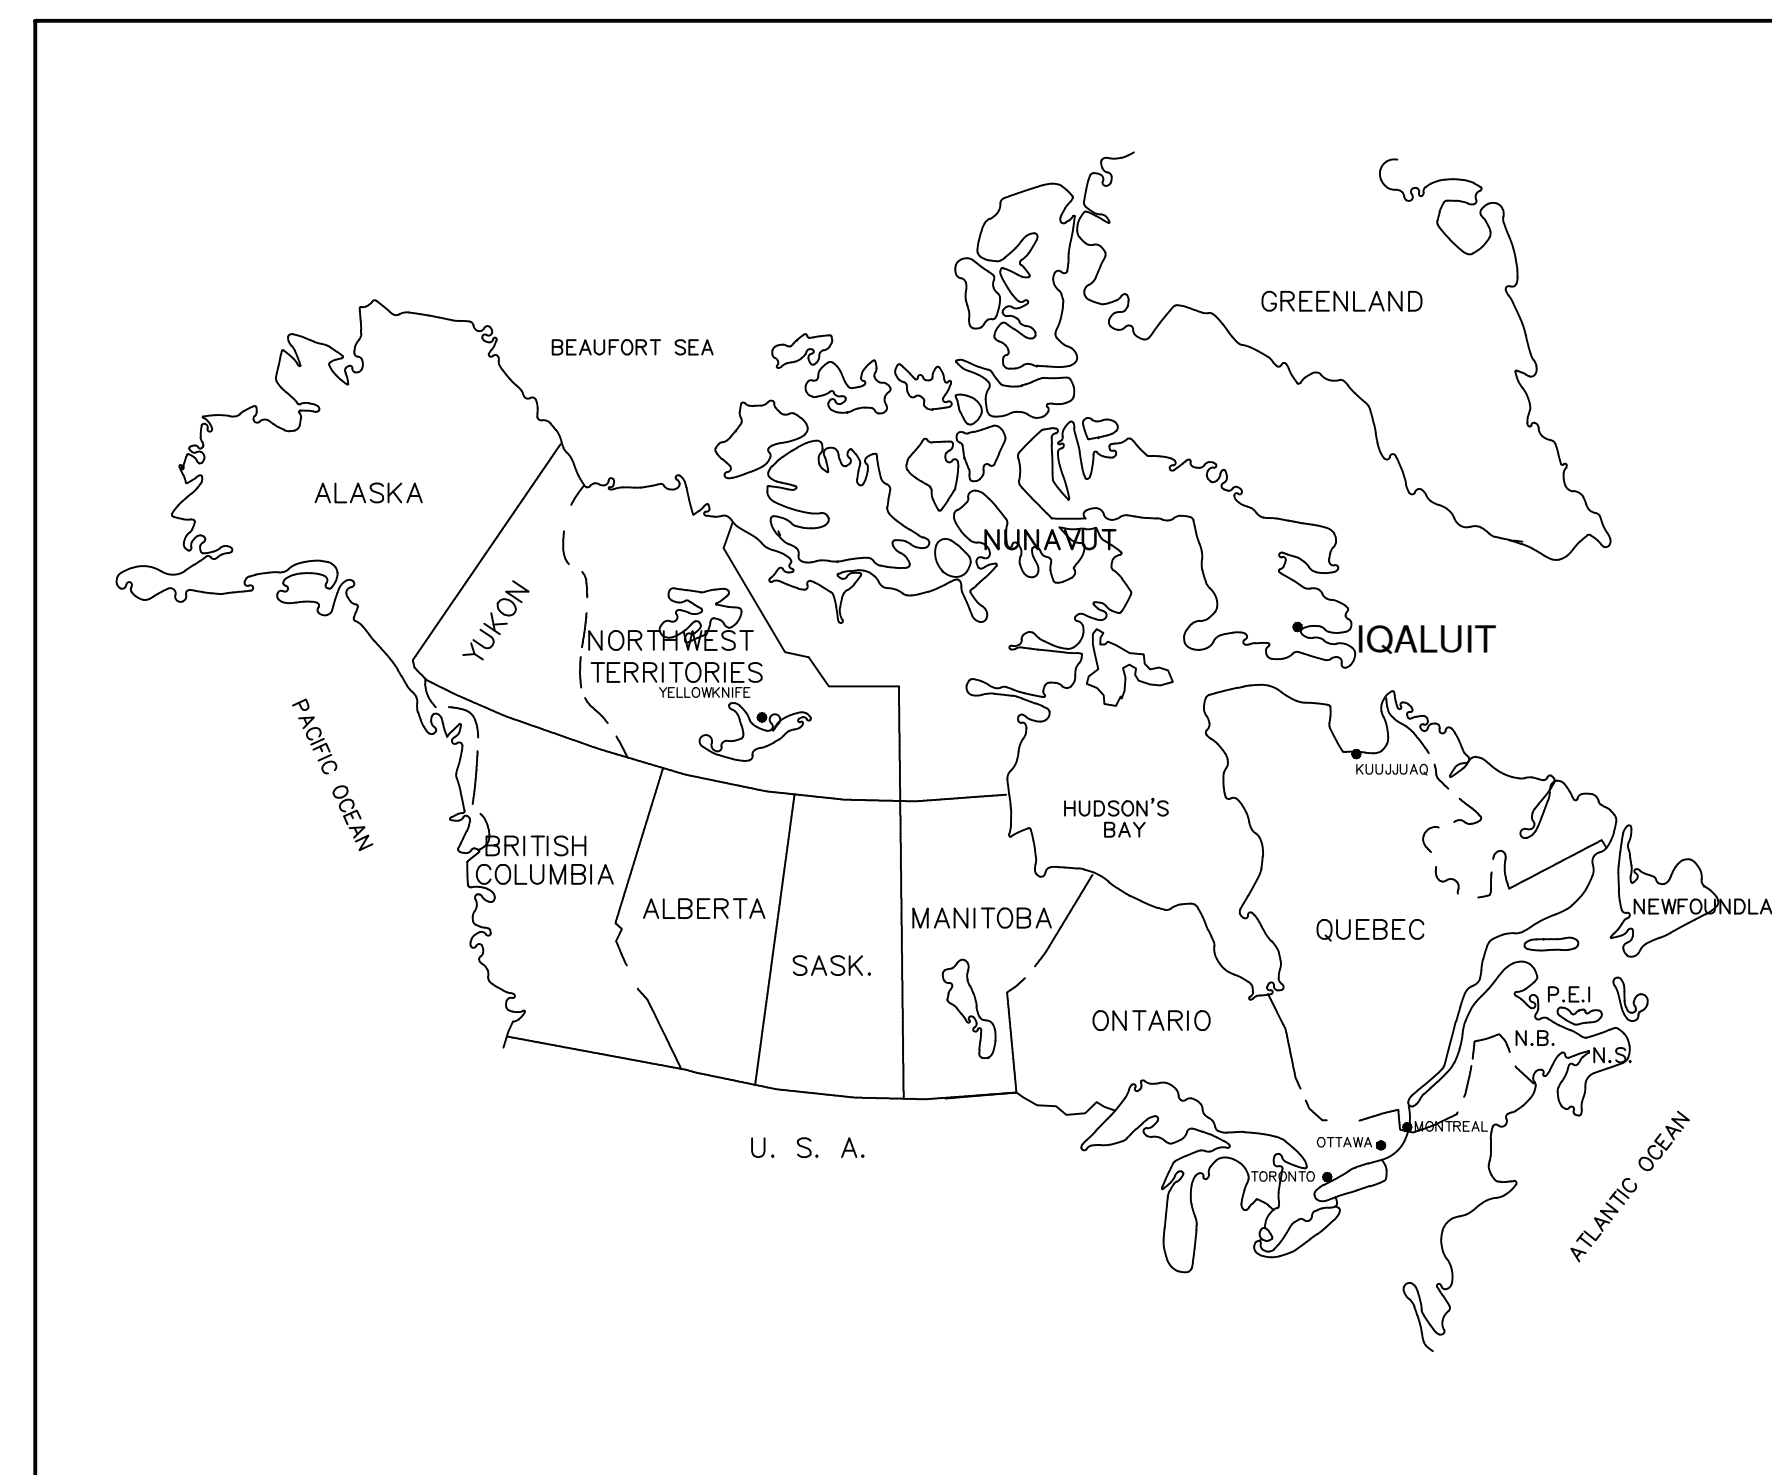 GREENLAND
BEAUFORT SEA
ALASKA
NUNAVUT
YUKON
NORTHWEST
TERRITORIES
YELLOWKNIFE
IQALUIT
PACIFIC OCEAN
KUUJJUAQ
HUDSON'S
BAY
BRITISH
COLUMBIA
ALBERTA
MANITOBA
NEWFOUNDLA
QUEBEC
SASK.
P.E.I
ONTARIO
N.B.
N.S.
MONTREAL
OTTAWA
U. S. A.
TORONTO
ATLANTIC OCEAN